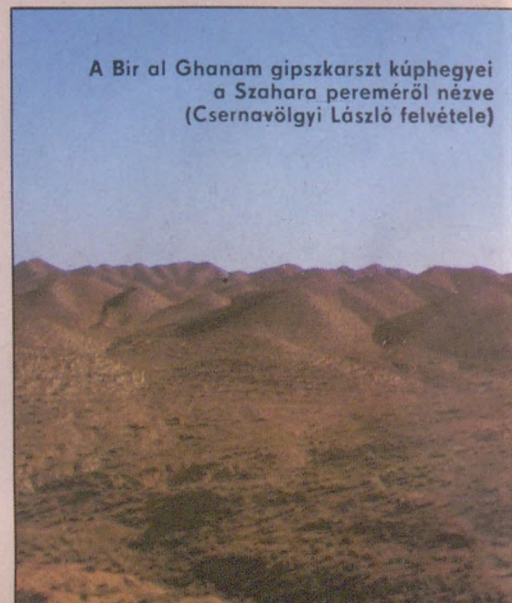 A Bir al Ghanam gipszkarszt kúphegyei
a Szahara pereméről nézve
(Csernavölgyi László felvétele)